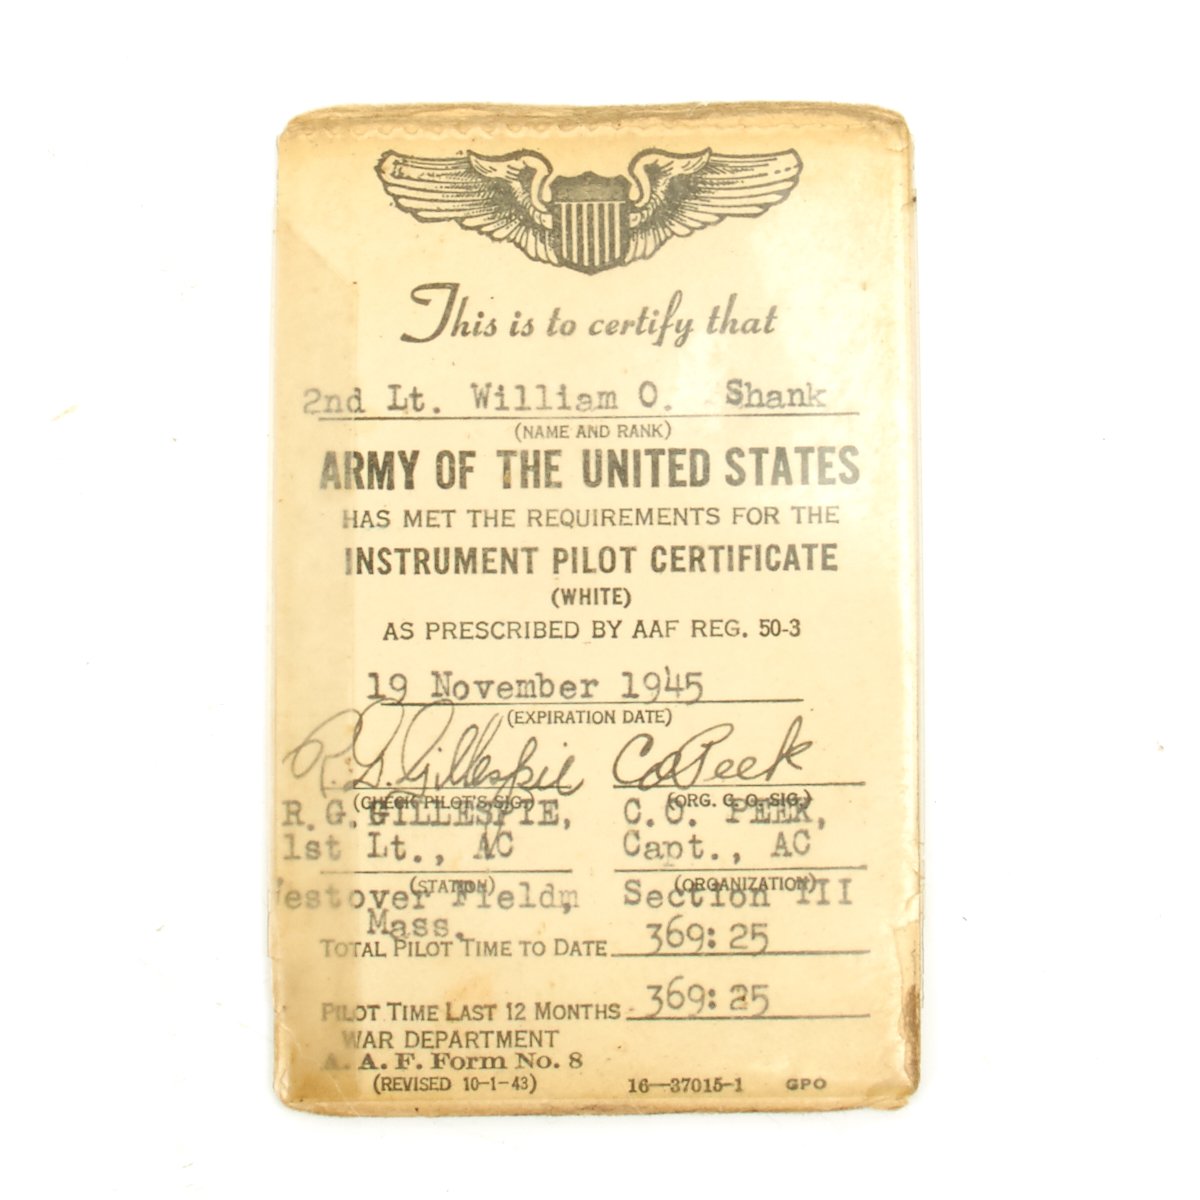 This is to certify that
2nd Lt. William O. Shank
(NAME AND RANK)
ARMY OF THE UNITED STATES
HAS MET THE REQUIREMENTS FOR THE
INSTRUMENT PILOT CERTIFICATE
(WHITE)
AS PRESCRIBED BY AAF REG. 50-3
19 November 1945
(EXPIRATION DATE)
R. G. Gillespie C O Peek
(CHECK PILOT'S SIG.) (ORG. C. O. SIG.)
R. G. GILLESPIE, C. O. PEEK,
1st Lt., AC Capt., AC
(STATION) (ORGANIZATION)
Westover Fieldm Section III
Mass.
TOTAL PILOT TIME TO DATE 369:25
PILOT TIME LAST 12 MONTHS 369:25
WAR DEPARTMENT
A. A. F. Form No. 8
(REVISED 10-1-43) 16—37015-1 GPO